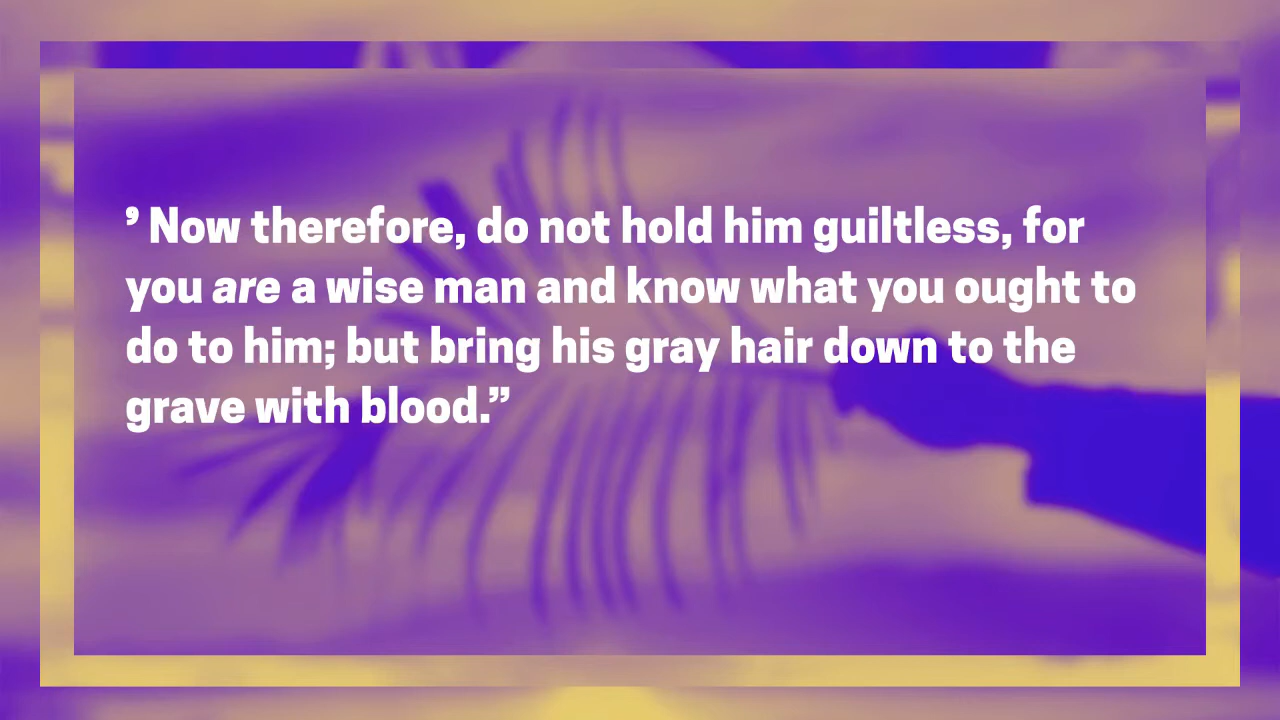 ’ Now therefore, do not hold him guiltless, for
you are a wise man and know what you ought to
do to him; but bring his gray hair down to the
grave with blood.”